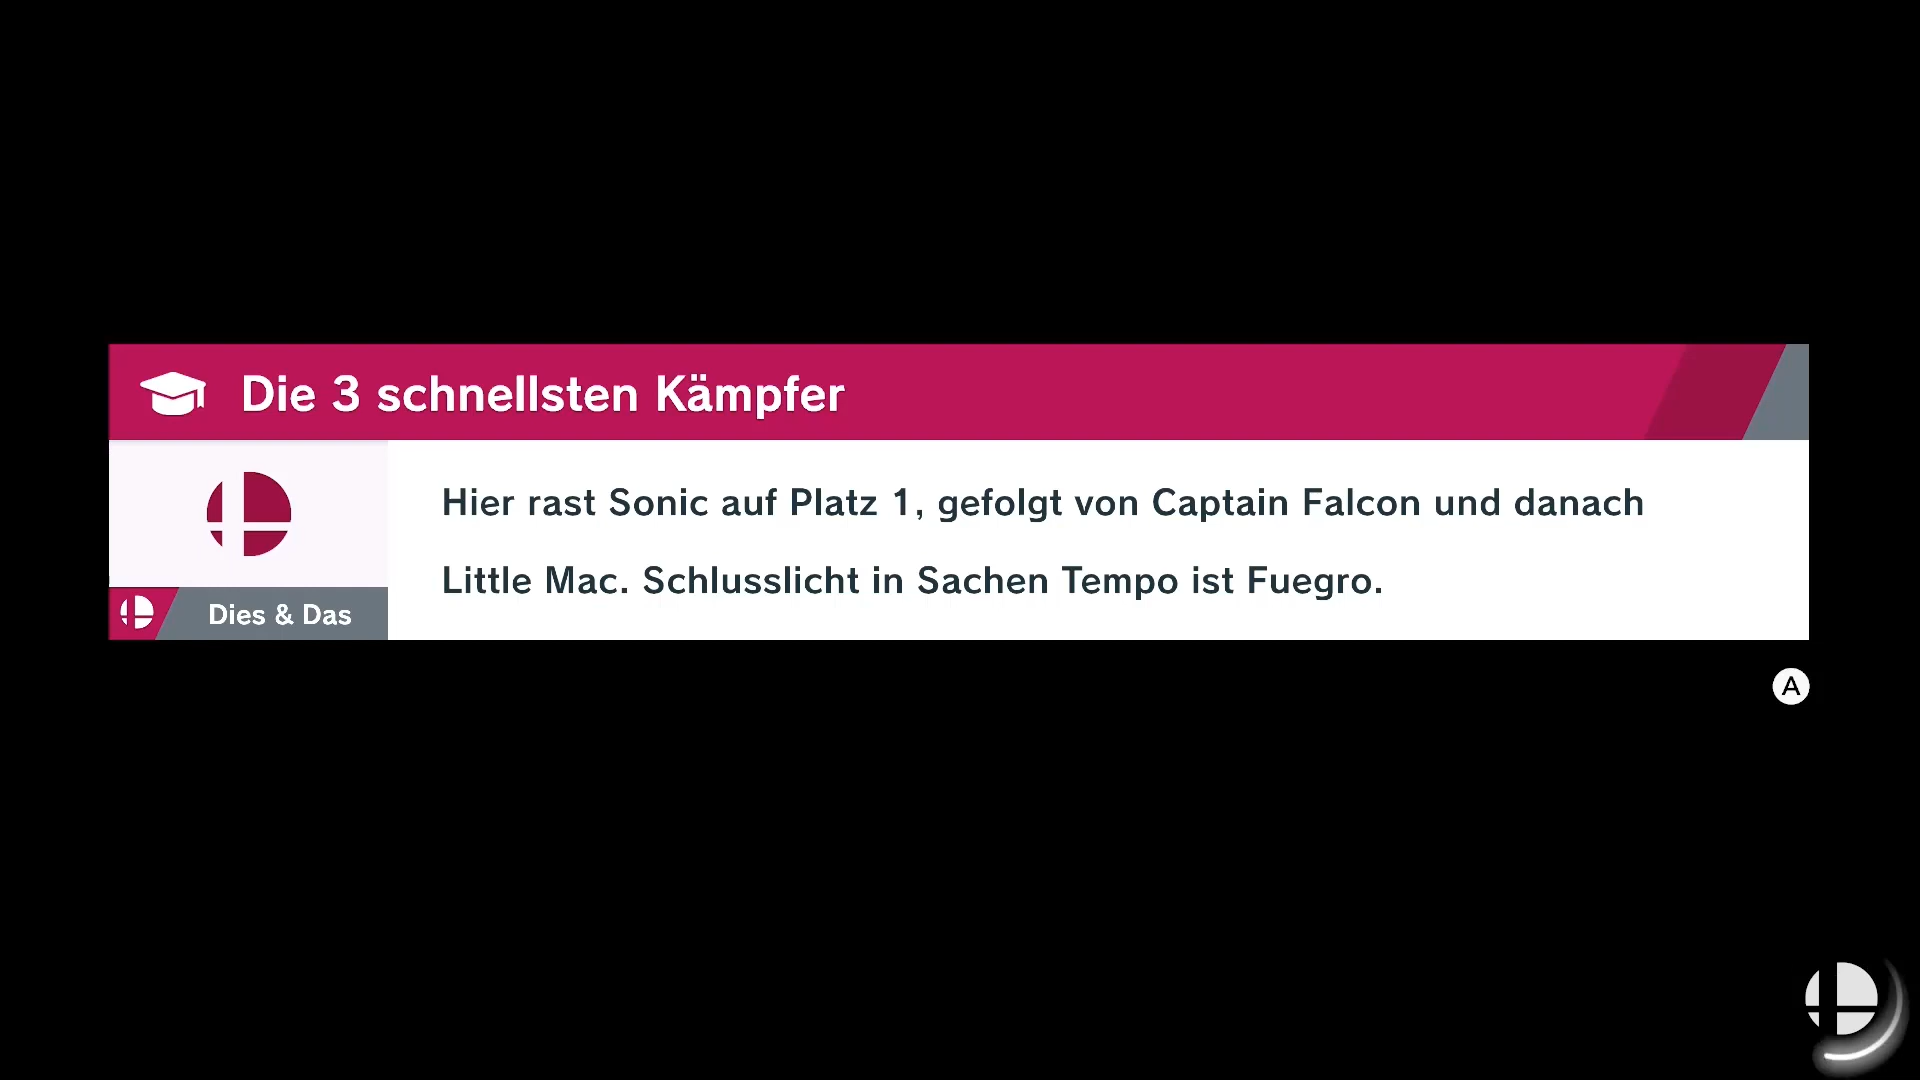 Die 3 schnellsten Kämpfer
Hier rast Sonic auf Platz 1, gefolgt von Captain Falcon und danach
Little Mac. Schlusslicht in Sachen Tempo ist Fuegro.
Dies & Das
A